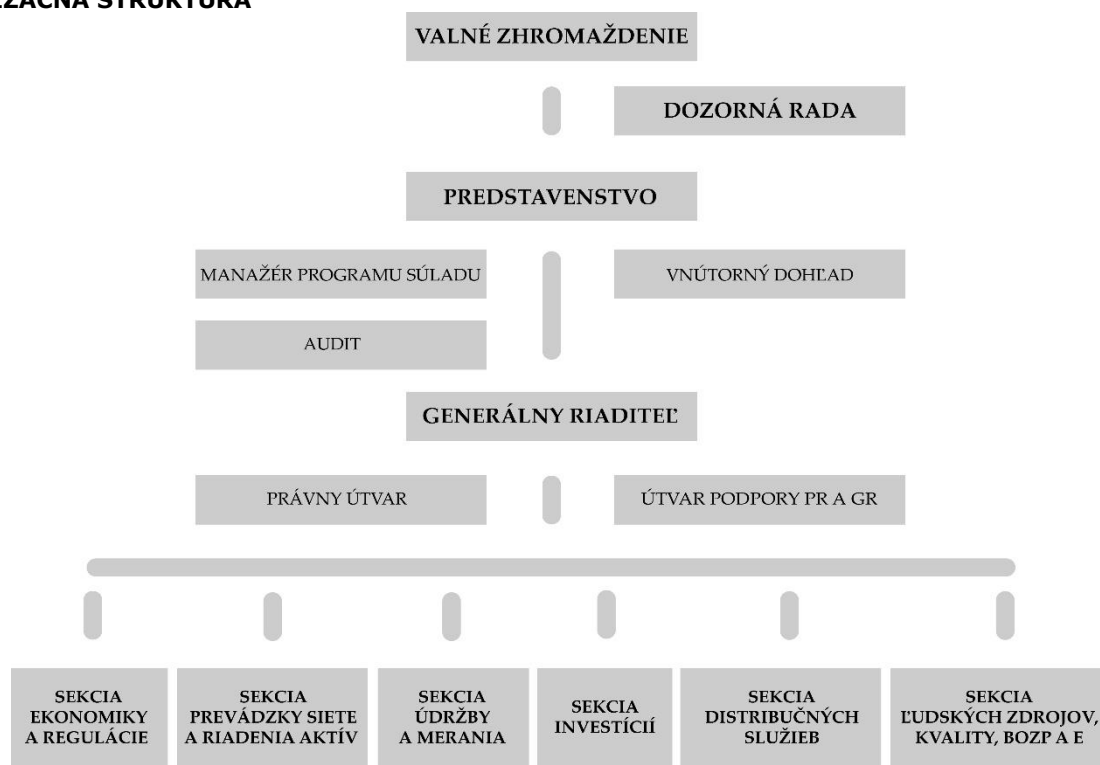 ŠTRUKTÚRA
VALNÉ ZHROMAŽDENIE
DOZORNÁ RADA
PREDSTAVENSTVO
MANAŽÉR PROGRAMU SÚLADU
VNÚTORNÝ DOHĽAD
AUDIT
GENERÁLNY RIADITEĽ
PRÁVNY ÚTVAR
ÚTVAR PODPORY PR A GR
SEKCIA
EKONOMIKY
A REGULÁCIE
SEKCIA
PREVÁDZKY SIETE
A RIADENIA AKTÍV
SEKCIA
ÚDRŽBY
A MERANIA
SEKCIA
INVESTÍCIÍ
SEKCIA
DISTRIBUČNÝCH
SLUŽIEB
SEKCIA
ĽUDSKÝCH ZDROJOV,
KVALITY, BOZP A E